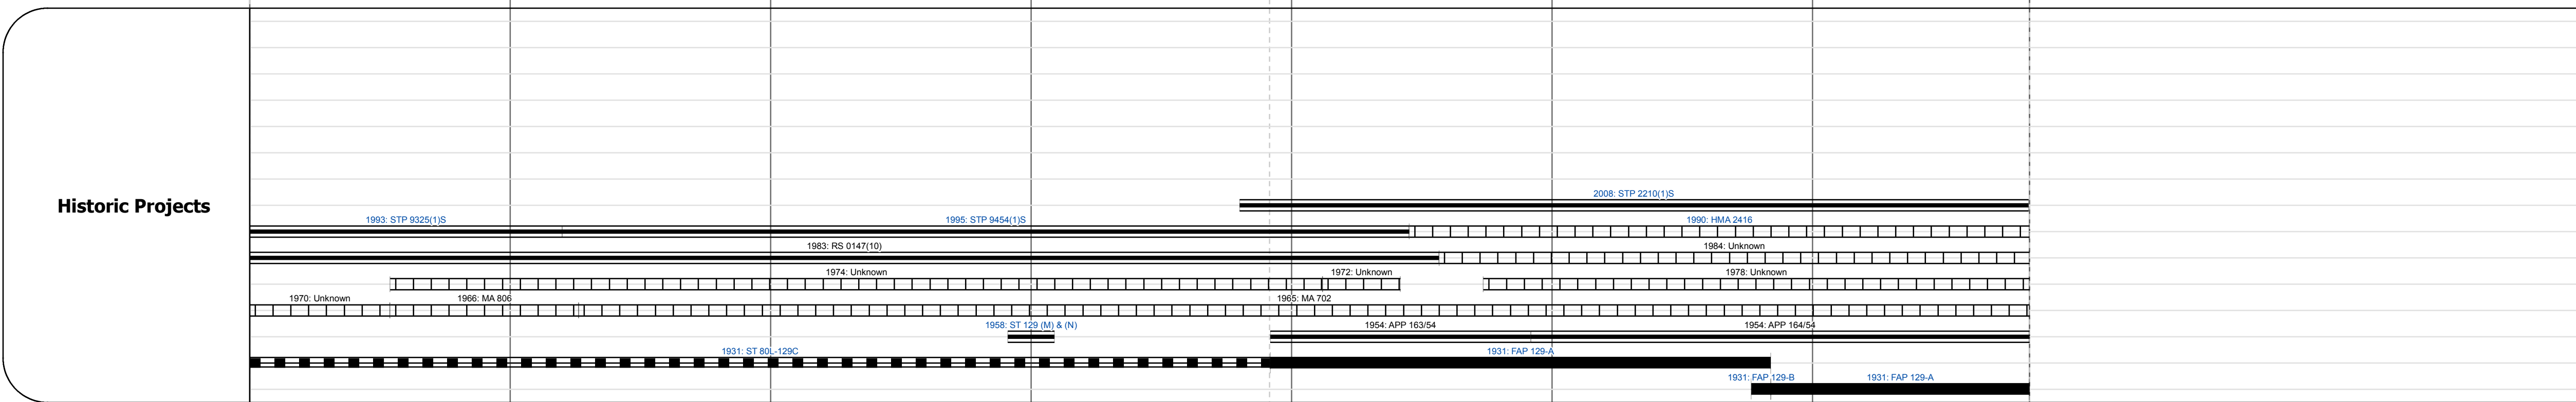 2008: STP 2210(1)S
1993: STP 9325(1)S 1995: STP 9454(1)S 1990: HMA 2416
Historic Projects
1983: RS 0147(10) 1984: Unknown
1974: Unknown 1972: Unknown 1978: Unknown
1970: Unknown 1966: MA 806 1965: MA 702
1958: ST 129 (M) & (N) 1954: APP 163/54 1954: APP 164/54
1931: ST 80L-129C 1931: FAP 129-A
1931: FAP 129-B 1931: FAP 129-A